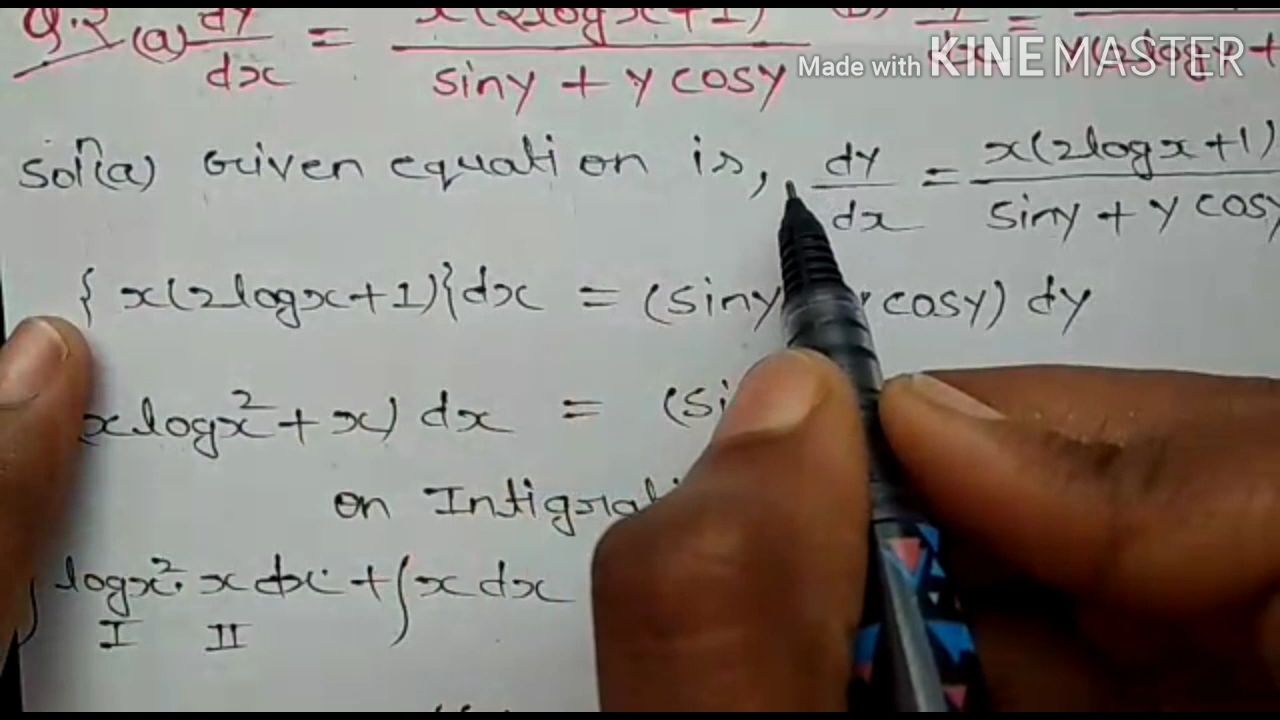 Q.2 (a) dy/dx = x(2logx+1) / siny + y cosy
Made with KINEMASTER
Solⁿ(a) Given equation is, dy/dx = x(2logx+1) / siny + y cosy
{ x(2logx+1)}dx = (siny cosy) dy
xlogx²+x) dx = (si
on Intigrati
∫ logx². x dx + ∫ x dx
I II